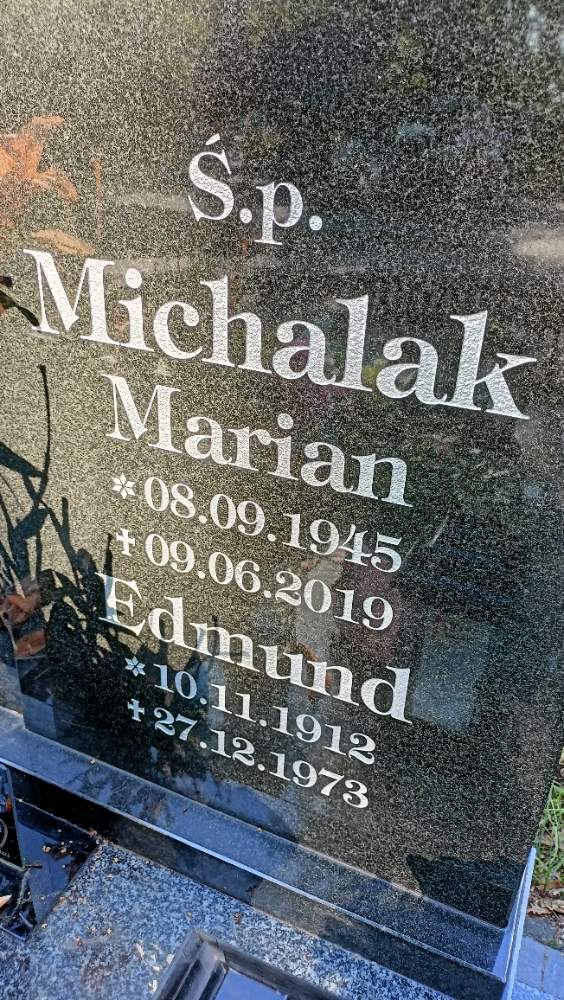 Ś.p.
Michalak
Marian
* 08.09.1945
✝ 09.06.2019
Edmund
* 10.11.1912
✝ 27.12.1973